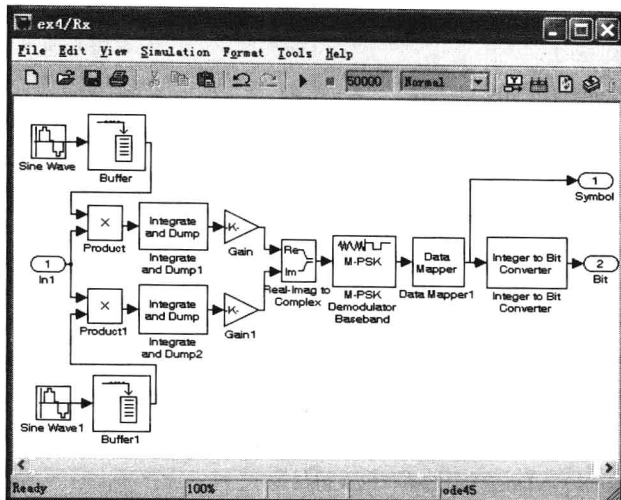 ex4/Rx
File Edit View Simulation Format Tools Help
50000 Normal
Sine Wave
Buffer
1
Symbol
×
Product
Integrate
and Dump
Integrate
and Dump1
-K-
Gain
1
In1
Re
Im
Real-Imag to
Complex
M-PSK
M-PSK
Demodulator
Baseband
Data
Mapper
Data Mapper1
Integer to Bit
Converter
Integer to Bit
Converter
2
Bit
×
Product1
Integrate
and Dump
Integrate
and Dump2
-K-
Gain1
Sine Wave1
Buffer1
Ready 100% ode45